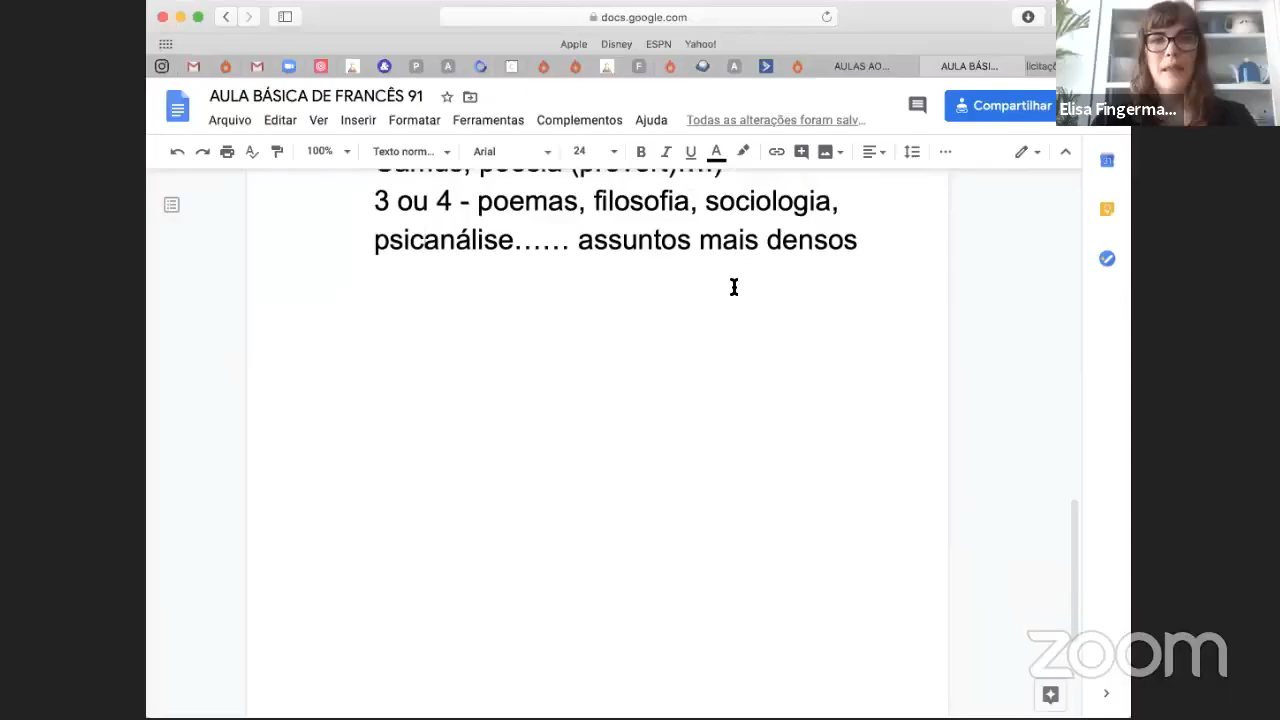 docs.google.com
Apple Disney ESPN Yahoo!
AULAS AO... AULA BÁSI...
AULA BÁSICA DE FRANCÊS 91
Compartilhar
Elisa Fingerma...
Arquivo Editar Ver Inserir Formatar Ferramentas Complementos Ajuda Todas as alterações foram salv...
100% Texto norm... Arial 24 B I U A
3 ou 4 - poemas, filosofia, sociologia,
psicanálise...... assuntos mais densos
zoom